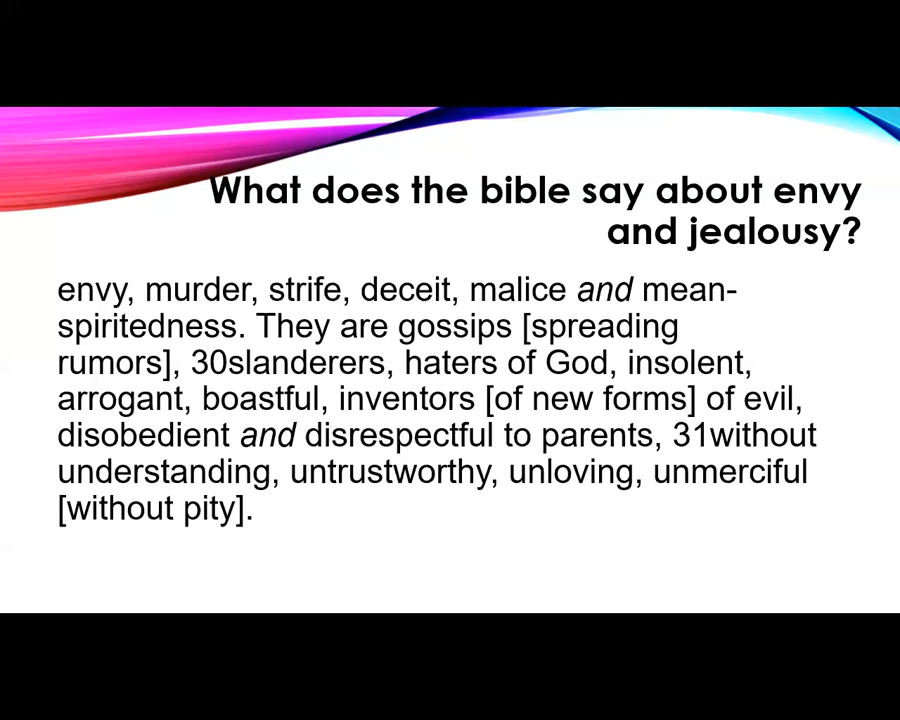 What does the bible say about envy
and jealousy?
envy, murder, strife, deceit, malice and mean-
spiritedness. They are gossips [spreading
rumors], 30slanderers, haters of God, insolent,
arrogant, boastful, inventors [of new forms] of evil,
disobedient and disrespectful to parents, 31without
understanding, untrustworthy, unloving, unmerciful
[without pity].